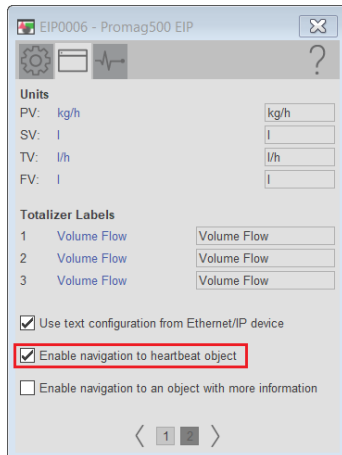 EIP0006 - Promag500 EIP
?
Units
PV: kg/h kg/h
SV: l l
TV: l/h l/h
FV: l l
Totalizer Labels
1 Volume Flow Volume Flow
2 Volume Flow Volume Flow
3 Volume Flow Volume Flow
Use text configuration from Ethernet/IP device
Enable navigation to heartbeat object
Enable navigation to an object with more information
1 2